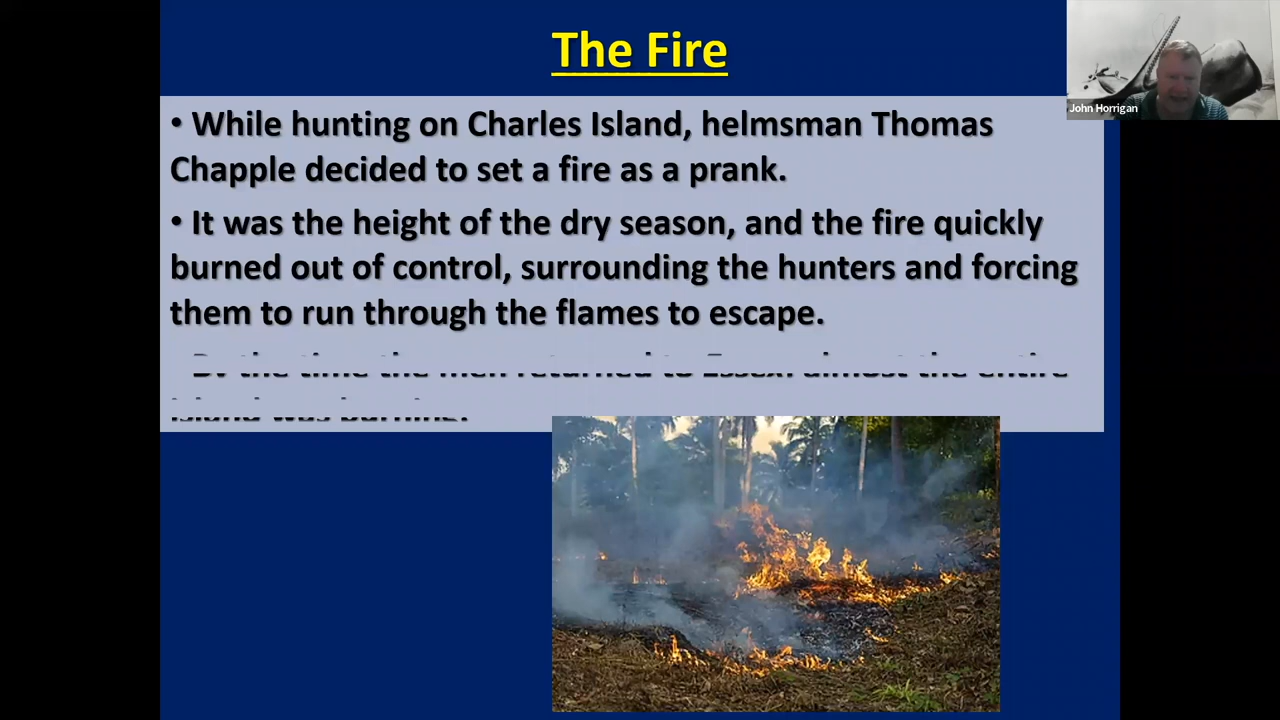 The Fire
John Horrigan
• While hunting on Charles Island, helmsman Thomas
Chapple decided to set a fire as a prank.
• It was the height of the dry season, and the fire quickly
burned out of control, surrounding the hunters and forcing
them to run through the flames to escape.
By the time the men returned to Essex, almost the entire
island was burning.